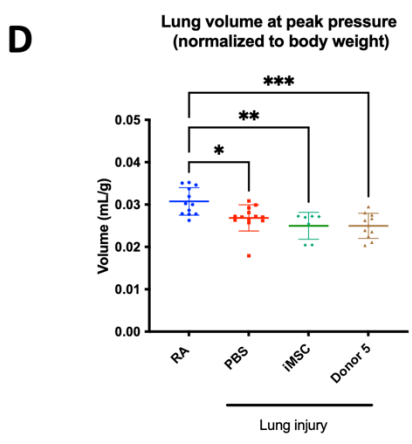 D
Lung volume at peak pressure
(normalized to body weight)
***
**
*
0.05
0.04
0.03
0.02
0.01
0.00
Volume (mL/g)
RA
PBS
iMSC
Donor 5
Lung injury